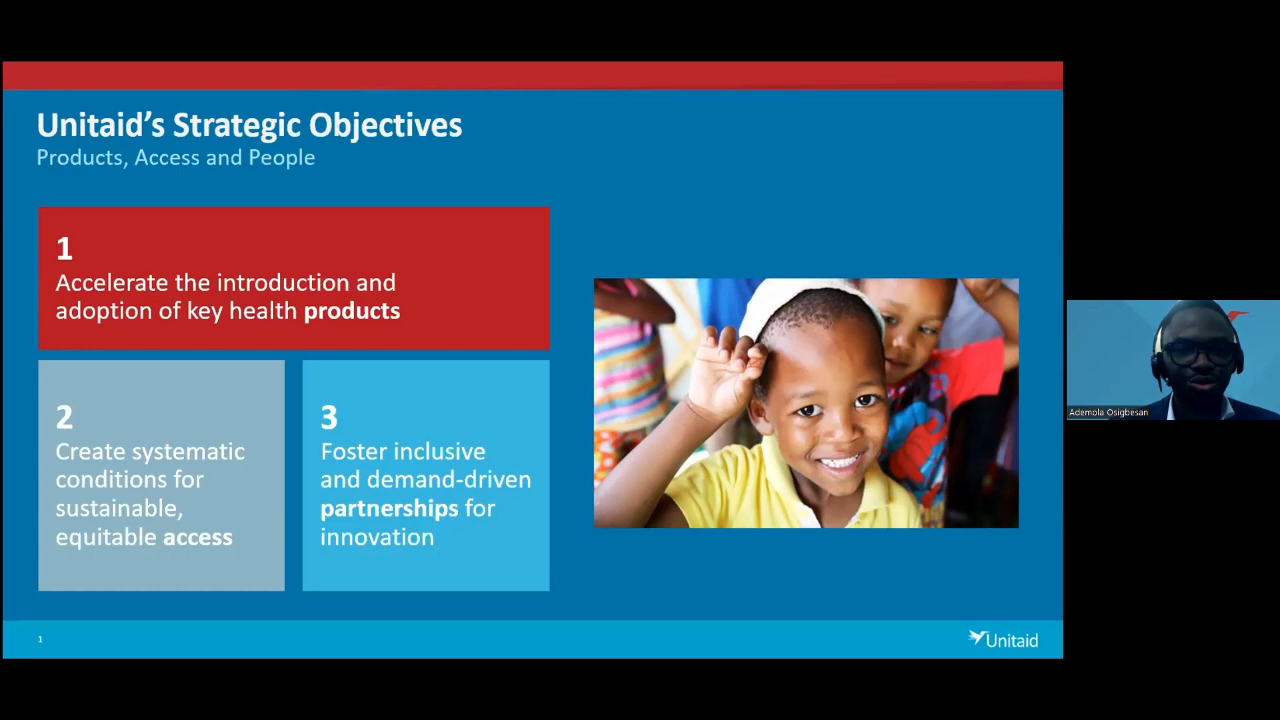 Unitaid's Strategic Objectives
Products, Access and People
1
Accelerate the introduction and
adoption of key health products
2
Create systematic
conditions for
sustainable,
equitable access
3
Foster inclusive
and demand-driven
partnerships for
innovation
Ademola Osigbesan
1
Unitaid